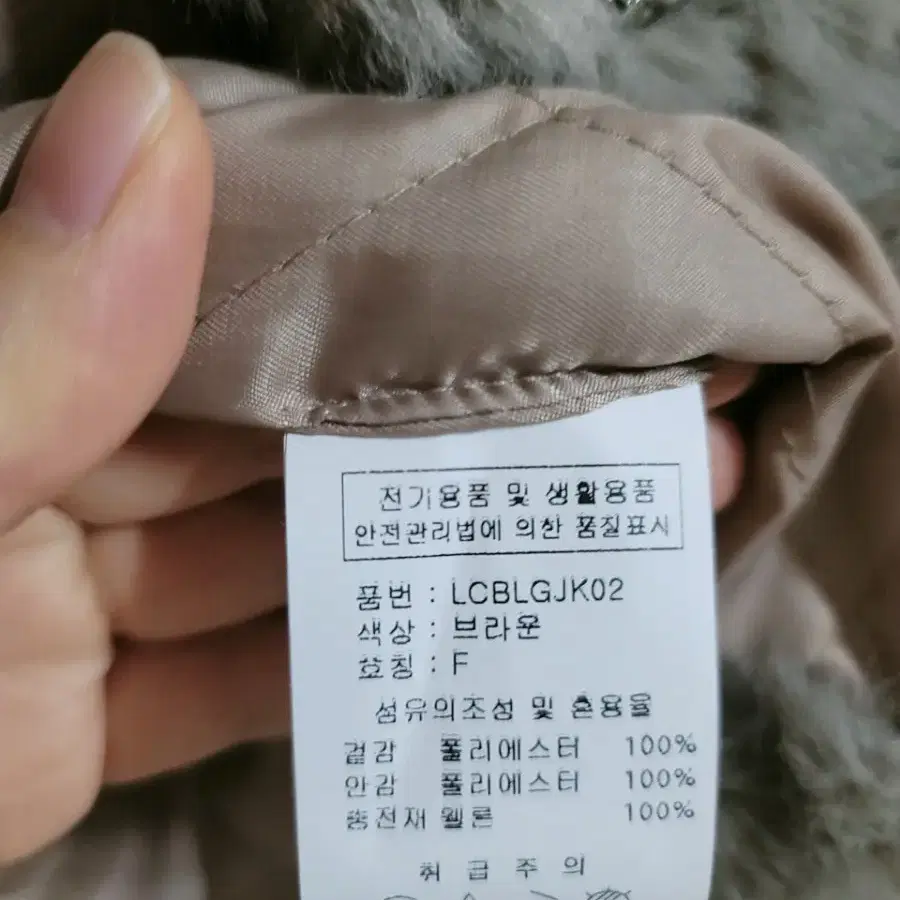 전기용품 및 생활용품
안전관리법에 의한 품질표시
품번 : LCBLGJK02
색상 : 브라운
호칭 : F
섬유의조성 및 혼용율
겉감 폴리에스터 100%
안감 폴리에스터 100%
충전재 웰론 100%
취급주의